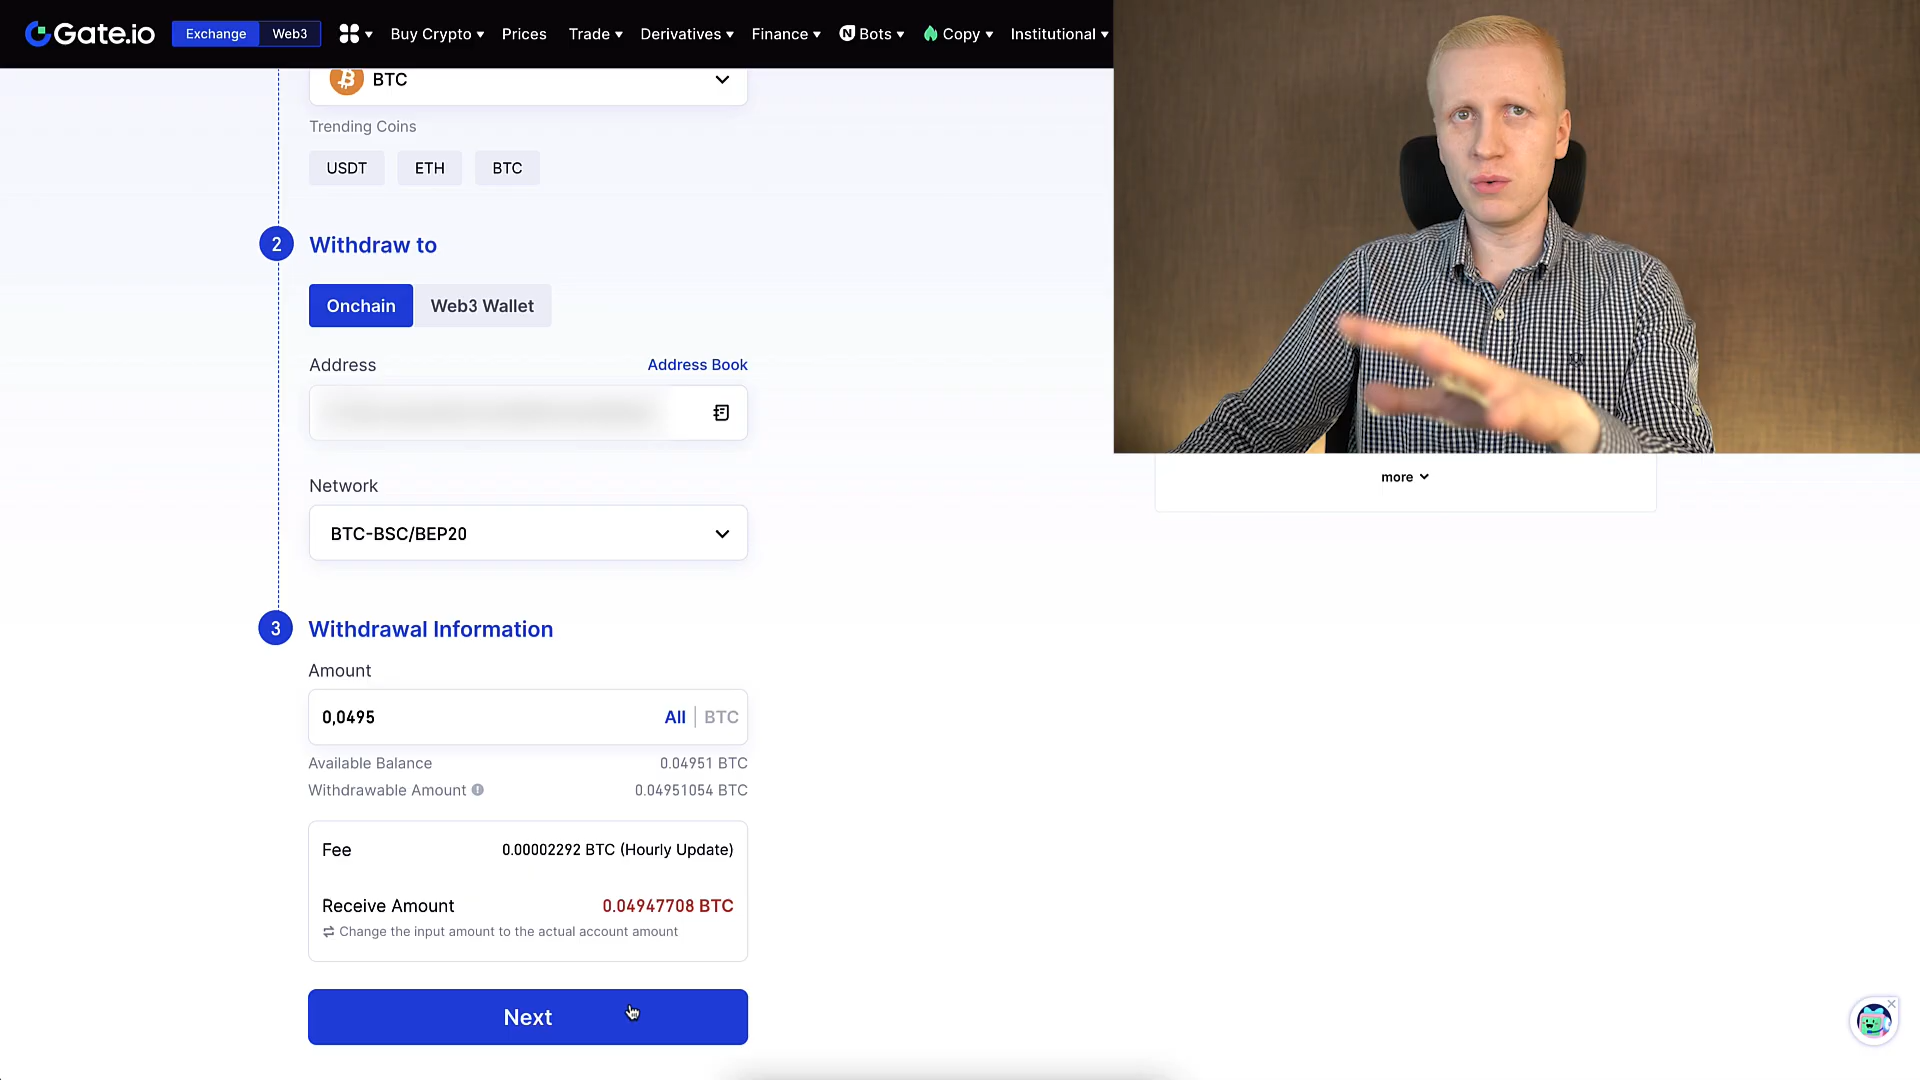 Gate.io Exchange Web3 Buy Crypto Prices Trade Derivatives Finance Bots Copy Institutional
BTC
Trending Coins
USDT ETH BTC
2 Withdraw to
Onchain Web3 Wallet
Address Address Book
Network
BTC-BSC/BEP20
3 Withdrawal Information
Amount
0,0495 All BTC
Available Balance 0.04951 BTC
Withdrawable Amount 0.04951054 BTC
Fee 0.00002292 BTC (Hourly Update)
Receive Amount 0.04947708 BTC
Change the input amount to the actual account amount
Next
more